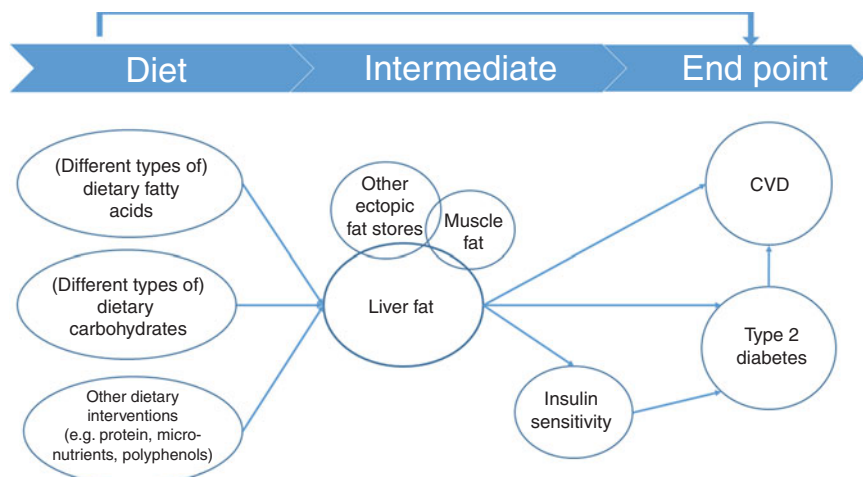 Diet
Intermediate
End point
(Different types of)
dietary fatty
acids
(Different types of)
dietary
carbohydrates
Other dietary
interventions
(e.g. protein, micro-
nutrients, polyphenols)
Other
ectopic
fat stores
Muscle
fat
Liver fat
Insulin
sensitivity
CVD
Type 2
diabetes